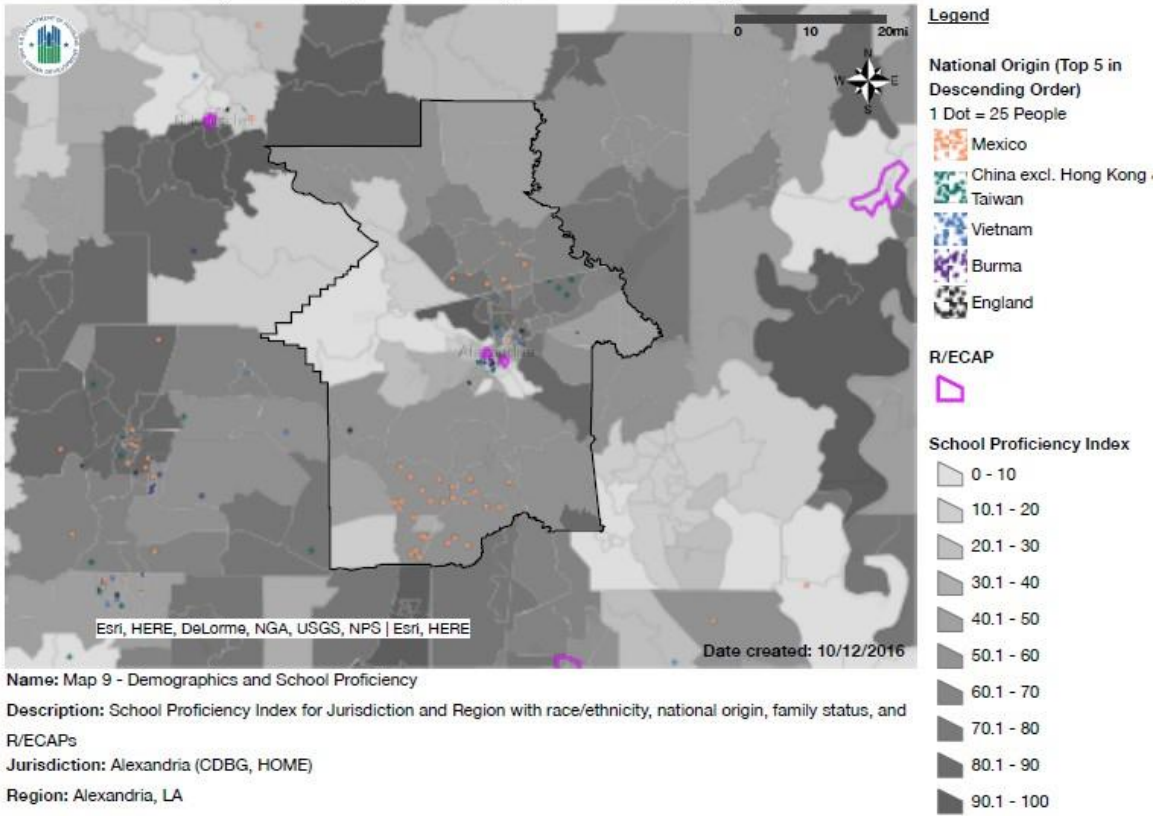 0 10 20mi
N
W E
S
Esri, HERE, DeLorme, NGA, USGS, NPS | Esri, HERE
Date created: 10/12/2016
Name: Map 9 - Demographics and School Proficiency
Description: School Proficiency Index for Jurisdiction and Region with race/ethnicity, national origin, family status, and
R/ECAPs
Jurisdiction: Alexandria (CDBG, HOME)
Region: Alexandria, LA
Legend
National Origin (Top 5 in
Descending Order)
1 Dot = 25 People
Mexico
China excl. Hong Kong &
Taiwan
Vietnam
Burma
England
R/ECAP
School Proficiency Index
0 - 10
10.1 - 20
20.1 - 30
30.1 - 40
40.1 - 50
50.1 - 60
60.1 - 70
70.1 - 80
80.1 - 90
90.1 - 100